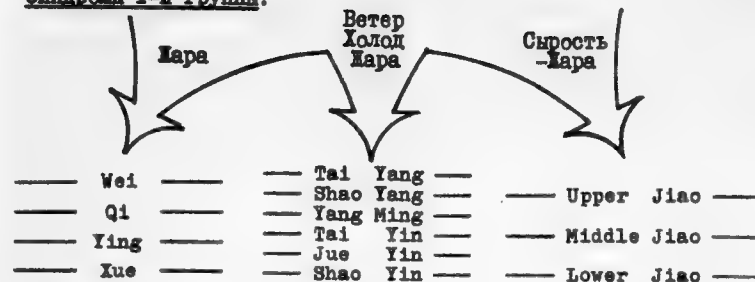 Ветер
Холод
Жара
Жара
Сырость
-Жара
Wei
Qi
Ying
Xue
Tai Yang
Shao Yang
Yang Ming
Tai Yin
Jue Yin
Shao Yin
Upper Jiao
Middle Jiao
Lower Jiao